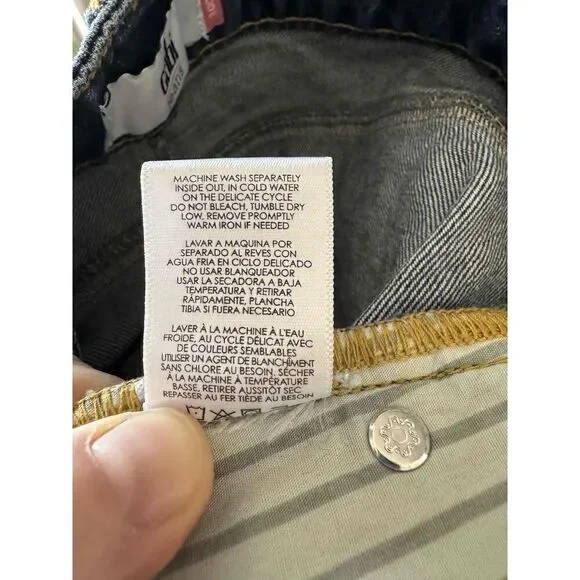 MACHINE WASH SEPARATELY
INSIDE OUT, IN COLD WATER
ON THE DELICATE CYCLE
DO NOT BLEACH, TUMBLE DRY
LOW, REMOVE PROMPTLY
WARM IRON IF NEEDED
LAVAR A MAQUINA POR
SEPARADO AL REVES CON
AGUA FRIA EN CICLO DELICADO
NO USAR BLANQUEADOR
USAR LA SECADORA A BAJA
TEMPERATURA Y RETIRAR
RÁPIDAMENTE, PLANCHA
TIBIA SI FUERA NECESARIO
LAVER À LA MACHINE À L'EAU
FROIDE, AU CYCLE DÉLICAT AVEC
DE COULEURS SEMBLABLES
UTILISER UN AGENT DE BLANCHÎMENT
SANS CHLORE AU BESOIN, SÉCHER
À LA MACHINE À TEMPÉRATURE
BASSE, RETIRER AUSSITÔT SEC
REPASSER AU FER TIÈDE AU BESOIN